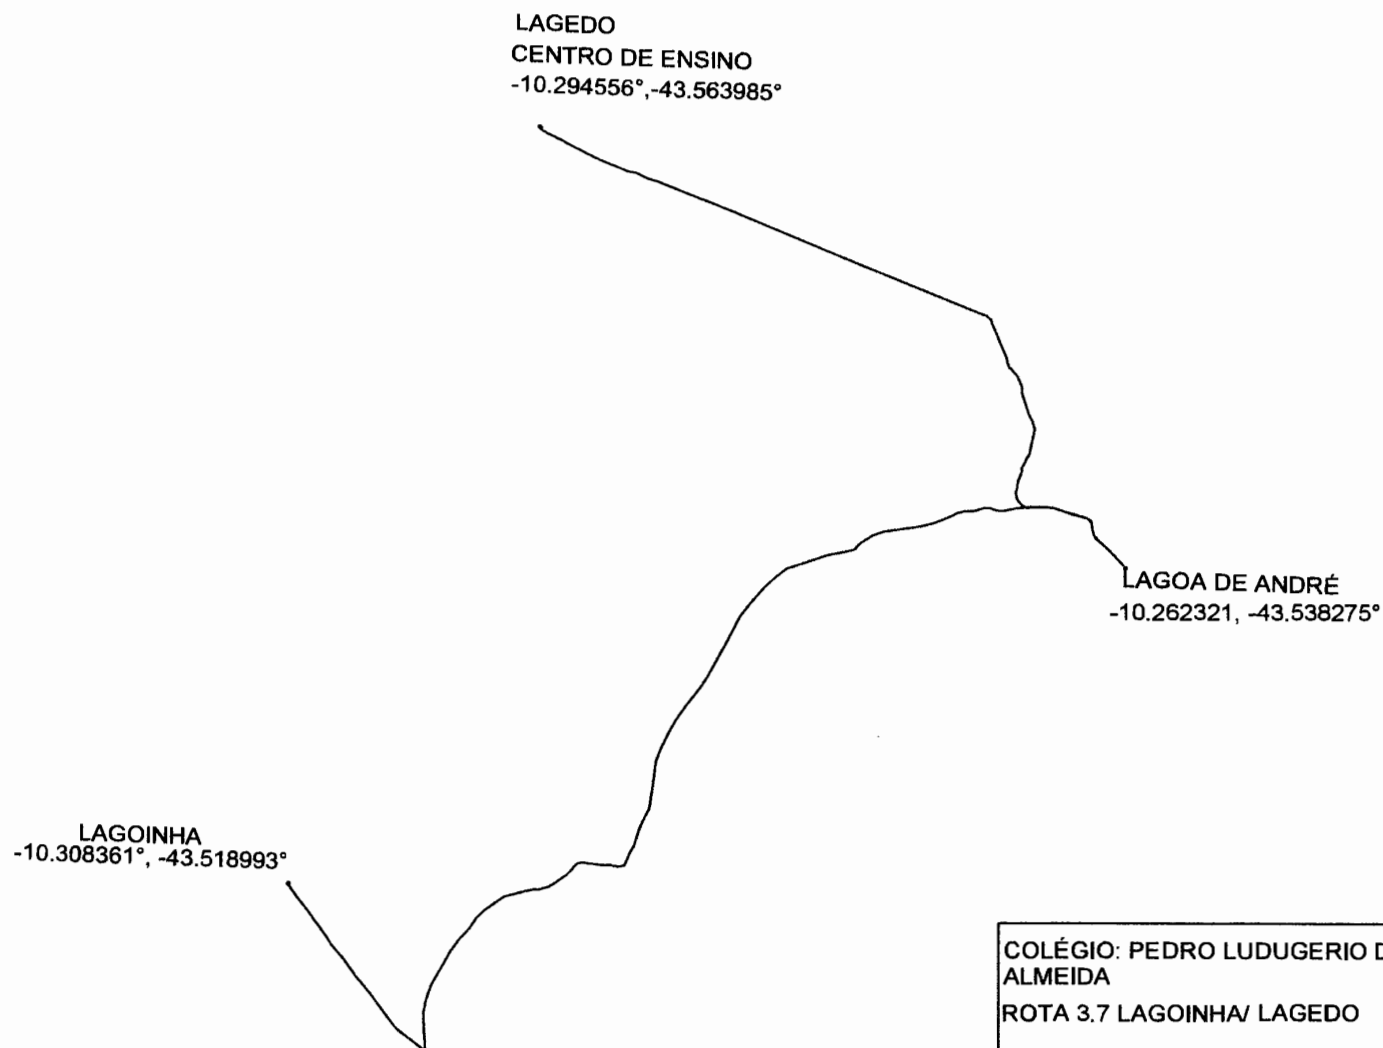 LAGEDO
CENTRO DE ENSINO
-10.294556°,-43.563985°
LAGOA DE ANDRÉ
-10.262321, -43.538275°
LAGOINHA
-10.308361°, -43.518993°
COLÉGIO: PEDRO LUDUGERIO
ALMEIDA
ROTA 3.7 LAGOINHA/ LAGEDO